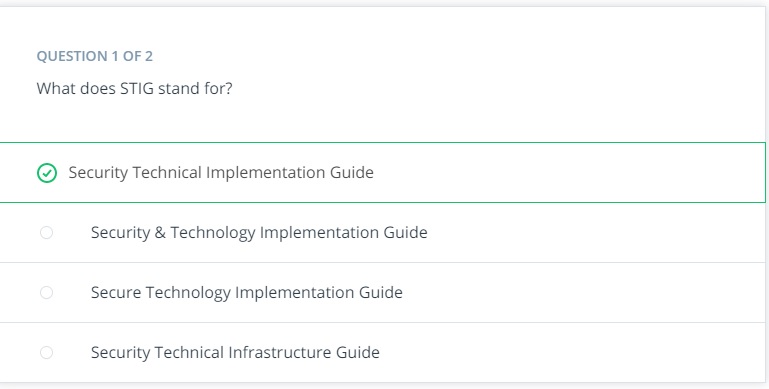 QUESTION 1 OF 2
What does STIG stand for?
Security Technical Implementation Guide
Security & Technology Implementation Guide
Secure Technology Implementation Guide
Security Technical Infrastructure Guide